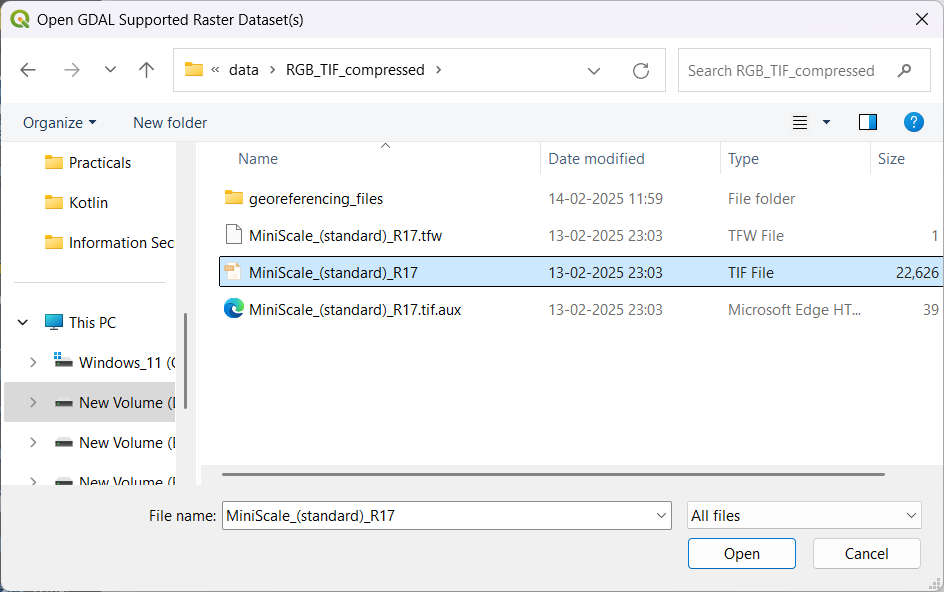 Open GDAL Supported Raster Dataset(s)
« data > RGB_TIF_compressed >
Search RGB_TIF_compressed
Organize
New folder
?
Name
Date modified
Type
Size
Practicals
Kotlin
Information Sec
This PC
Windows_11 (
New Volume (
New Volume (
New Volume (
georeferencing_files 14-02-2025 11:59 File folder
MiniScale_(standard)_R17.tfw 13-02-2025 23:03 TFW File 1
MiniScale_(standard)_R17 13-02-2025 23:03 TIF File 22,626
MiniScale_(standard)_R17.tif.aux 13-02-2025 23:03 Microsoft Edge HT... 39
File name: MiniScale_(standard)_R17
All files
Open
Cancel